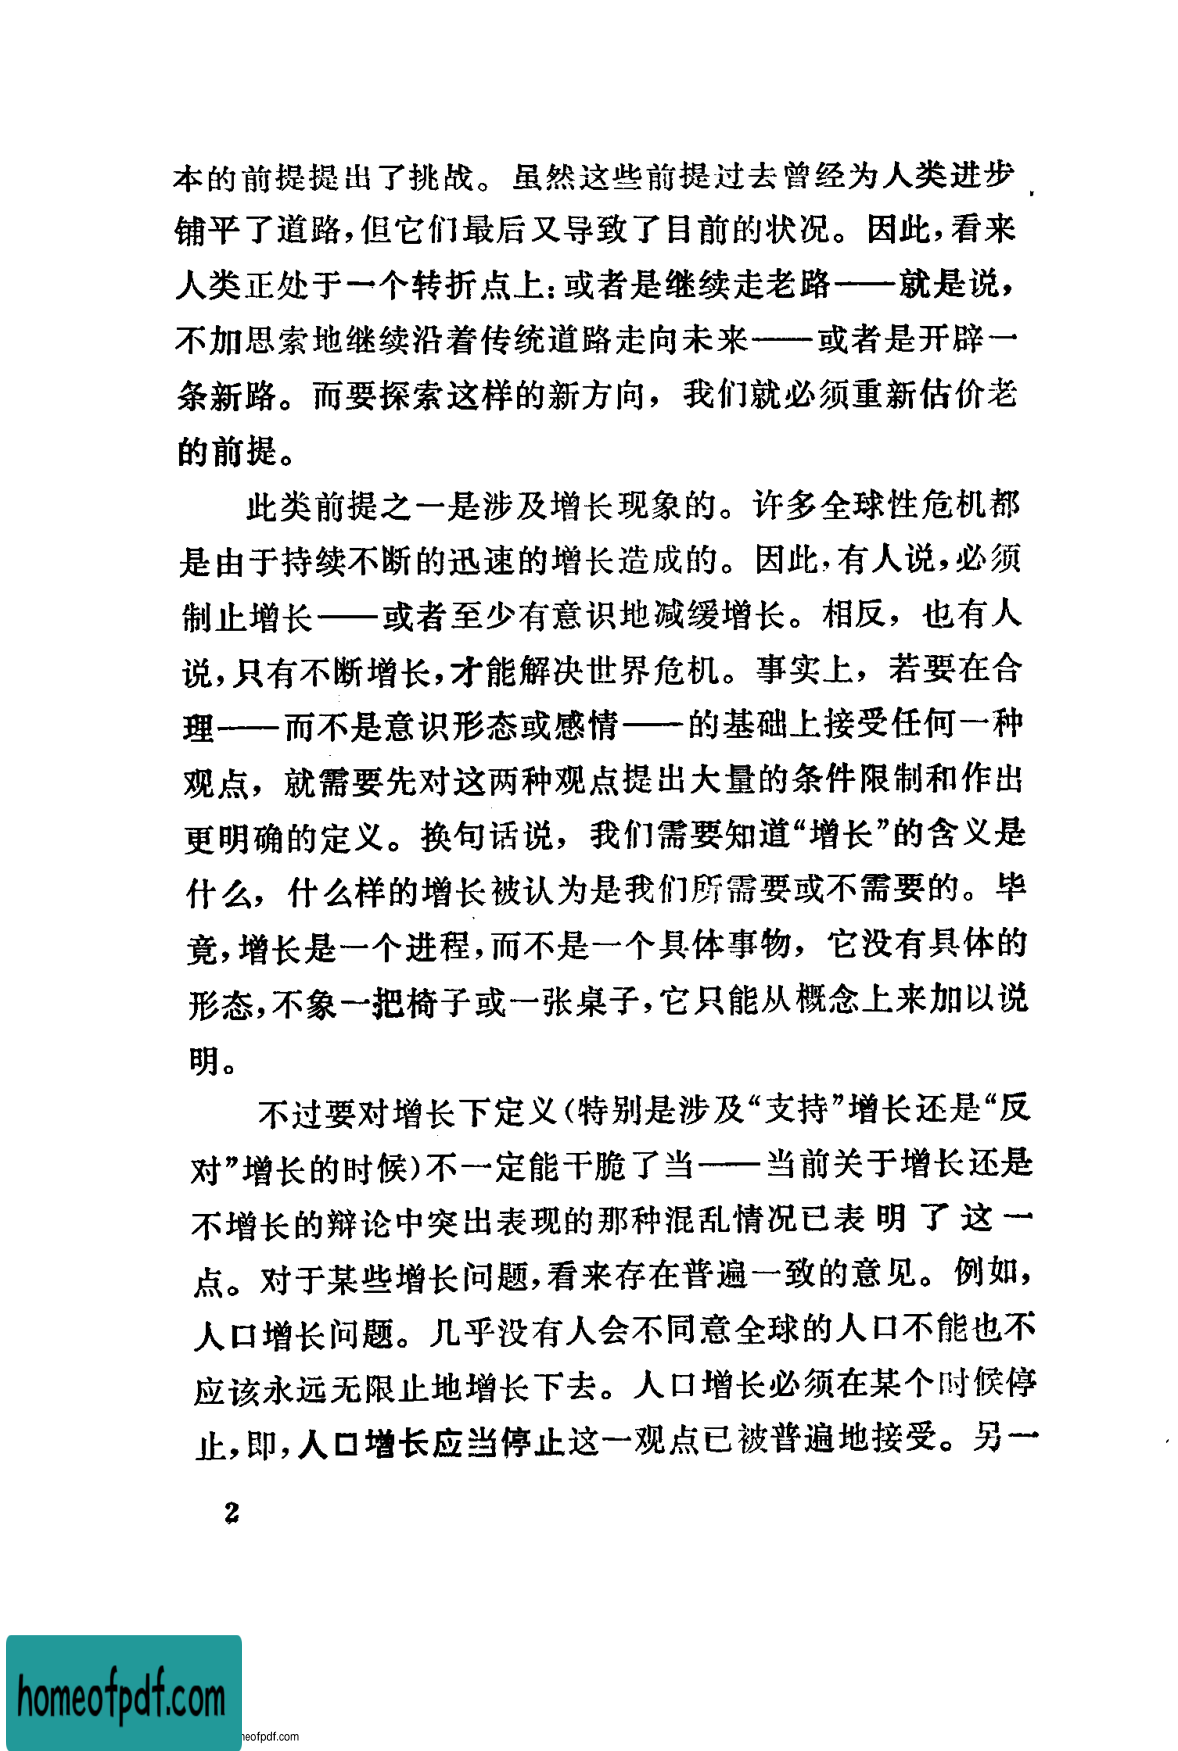 本的前提提出了挑战。虽然这些前提过去曾经为人类进步
铺平了道路，但它们最后又导致了目前的状况。因此，看来
人类正处于一个转折点上：或者是继续走老路——就是说，
不加思索地继续沿着传统道路走向未来——或者是开辟一
条新路。而要探索这样的新方向，我们就必须重新估价老
的前提。
此类前提之一是涉及增长现象的。许多全球性危机都
是由于持续不断的迅速的增长造成的。因此，有人说，必须
制止增长——或者至少有意识地减缓增长。相反，也有人
说，只有不断增长，才能解决世界危机。事实上，若要在合
理——而不是意识形态或感情——的基础上接受任何一种
观点，就需要先对这两种观点提出大量的条件限制和作出
更明确的定义。换句话说，我们需要知道“增长”的含义是
什么，什么样的增长被认为是我们所需要或不需要的。毕
竟，增长是一个进程，而不是一个具体事物，它没有具体的
形态，不象一把椅子或一张桌子，它只能从概念上来加以说
明。
不过要对增长下定义（特别是涉及“支持”增长还是“反
对”增长的时候）不一定能干脆了当——当前关于增长还是
不增长的辩论中突出表现的那种混乱情况已表明了这一
点。对于某些增长问题，看来存在普遍一致的意见。例如，
人口增长问题。几乎没有人会不同意全球的人口不能也不
应该永远无限止地增长下去。人口增长必须在某个时候停
止，即，人口增长应当停止这一观点已被普遍地接受。另一
2
homeofpdf.com
neofpdf.com